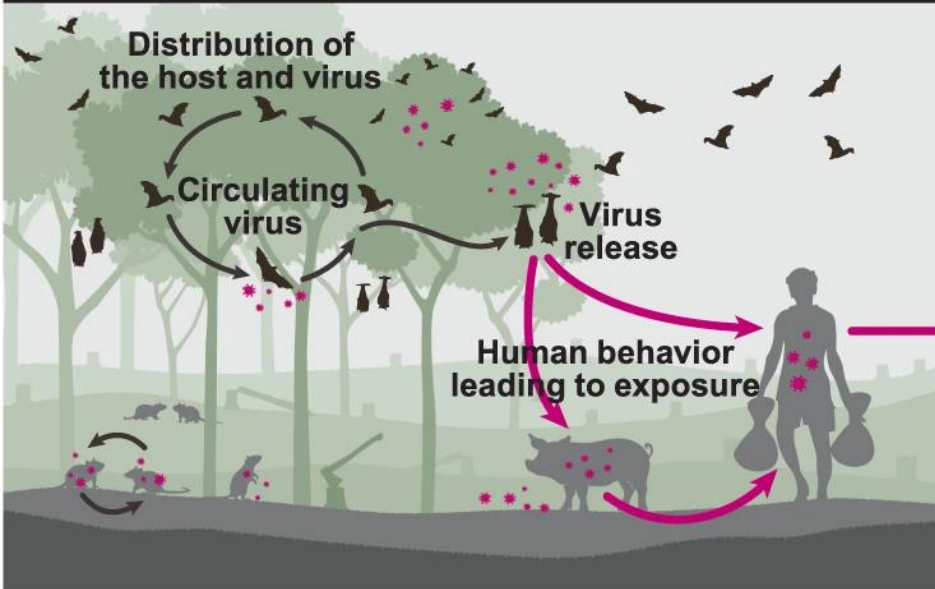 Distribution of
the host and virus
Circulating
virus
Virus
release
Human behavior
leading to exposure